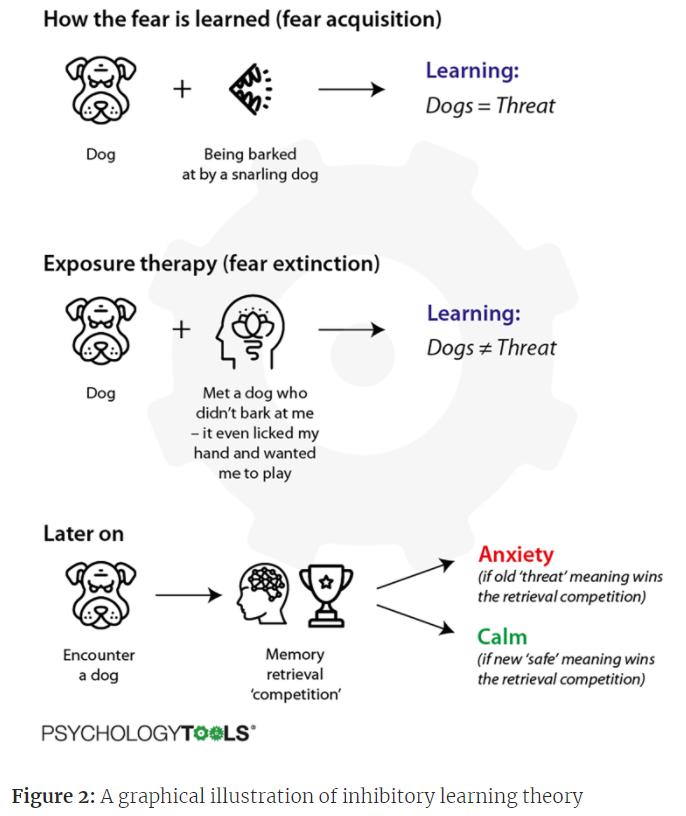 How the fear is learned (fear acquisition)
+
Learning:
Dogs = Threat
Dog
Being barked
at by a snarling dog
Exposure therapy (fear extinction)
+
Learning:
Dogs ≠ Threat
Dog
Met a dog who
didn't bark at me
– it even licked my
hand and wanted
me to play
Later on
Anxiety
(if old 'threat' meaning wins
the retrieval competition)
Calm
(if new 'safe' meaning wins
the retrieval competition)
Encounter
a dog
Memory
retrieval
'competition'
PSYCHOLOGYTOOLS®
Figure 2: A graphical illustration of inhibitory learning theory